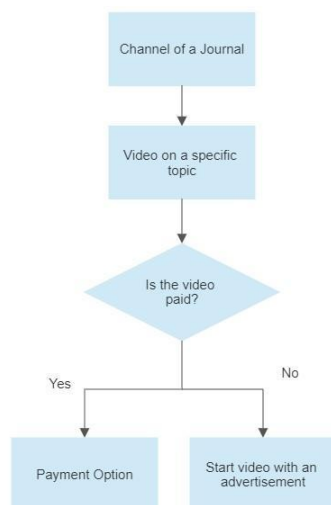 Channel of a Journal
Video on a specific
topic
Is the video
paid?
Yes
No
Payment Option
Start video with an
advertisement